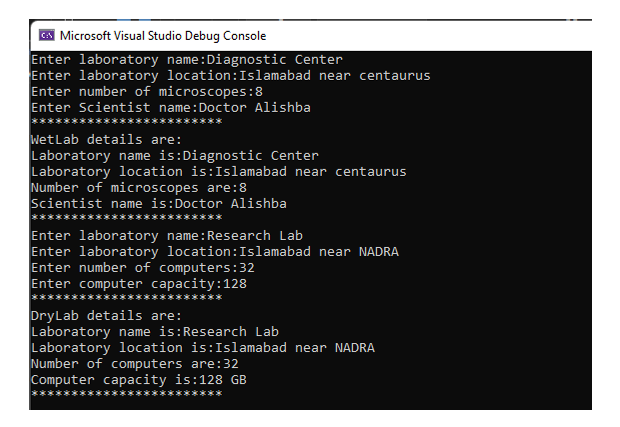 Microsoft Visual Studio Debug Console
Enter laboratory name:Diagnostic Center
Enter laboratory location:Islamabad near centaurus
Enter number of microscopes:8
Enter Scientist name:Doctor Alishba
************************
WetLab details are:
Laboratory name is:Diagnostic Center
Laboratory location is:Islamabad near centaurus
Number of microscopes are:8
Scientist name is:Doctor Alishba
************************
Enter laboratory name:Research Lab
Enter laboratory location:Islamabad near NADRA
Enter number of computers:32
Enter computer capacity:128
************************
DryLab details are:
Laboratory name is:Research Lab
Laboratory location is:Islamabad near NADRA
Number of computers are:32
Computer capacity is:128 GB
************************